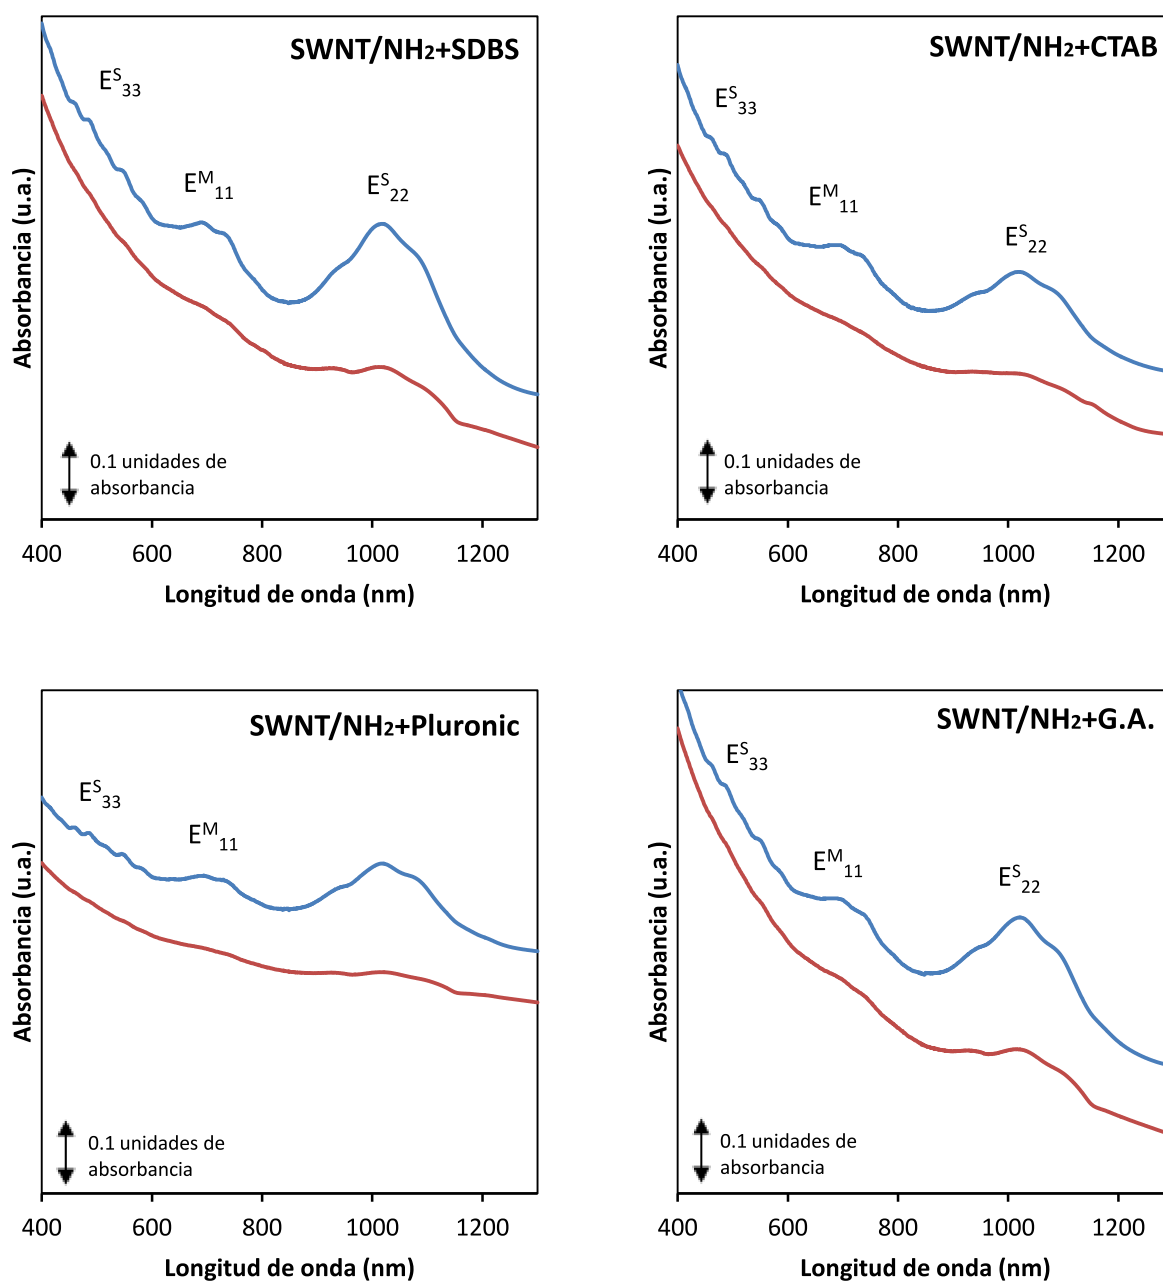 SWNT/NH₂+SDBS
Eˢ₃₃
Eᴹ₁₁
Eˢ₂₂
Absorbancia (u.a.)
0.1 unidades de
absorbancia
400 600 800 1000 1200
Longitud de onda (nm)
SWNT/NH₂+CTAB
Eˢ₃₃
Eᴹ₁₁
Eˢ₂₂
Absorbancia (u.a.)
0.1 unidades de
absorbancia
400 600 800 1000 1200
Longitud de onda (nm)
SWNT/NH₂+Pluronic
Eˢ₃₃
Eᴹ₁₁
Absorbancia (u.a.)
0.1 unidades de
absorbancia
400 600 800 1000 1200
Longitud de onda (nm)
SWNT/NH₂+G.A.
Eˢ₃₃
Eᴹ₁₁
Eˢ₂₂
Absorbancia (u.a.)
0.1 unidades de
absorbancia
400 600 800 1000 1200
Longitud de onda (nm)